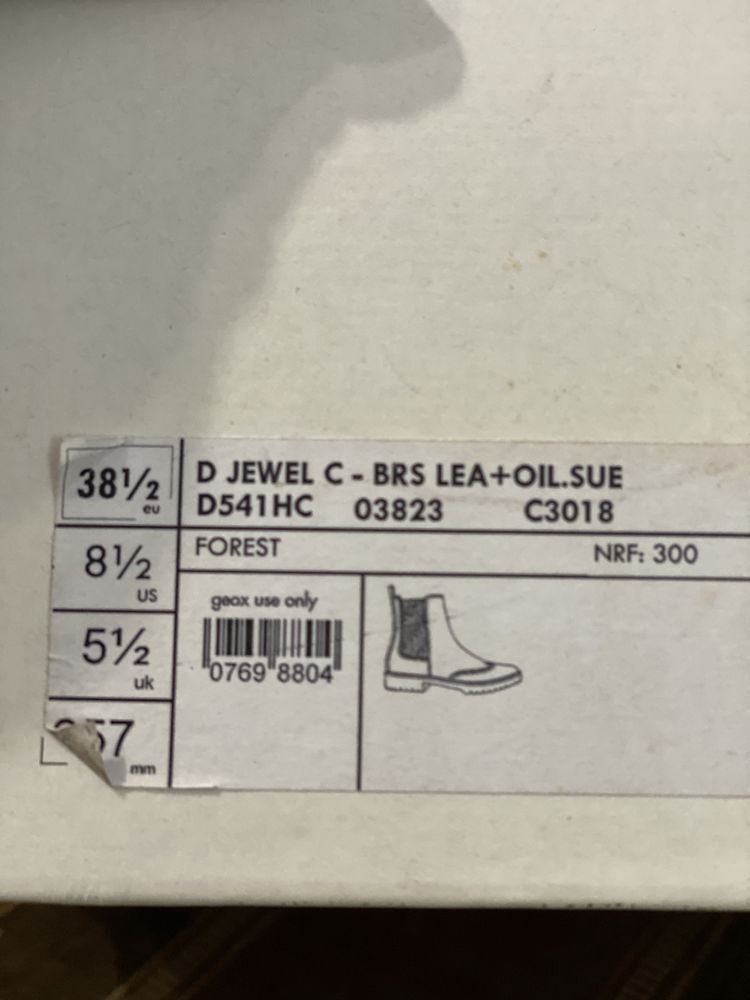 38½
eu
D JEWEL C - BRS LEA+OIL.SUE
D541HC 03823 C3018
FOREST NRF: 300
8½
US
5½
uk
geox use only
0769 8804
57
mm